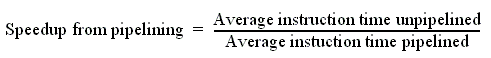 Speedup from pipelining = Average instruction time unpipelined
Average instuction time pipelined